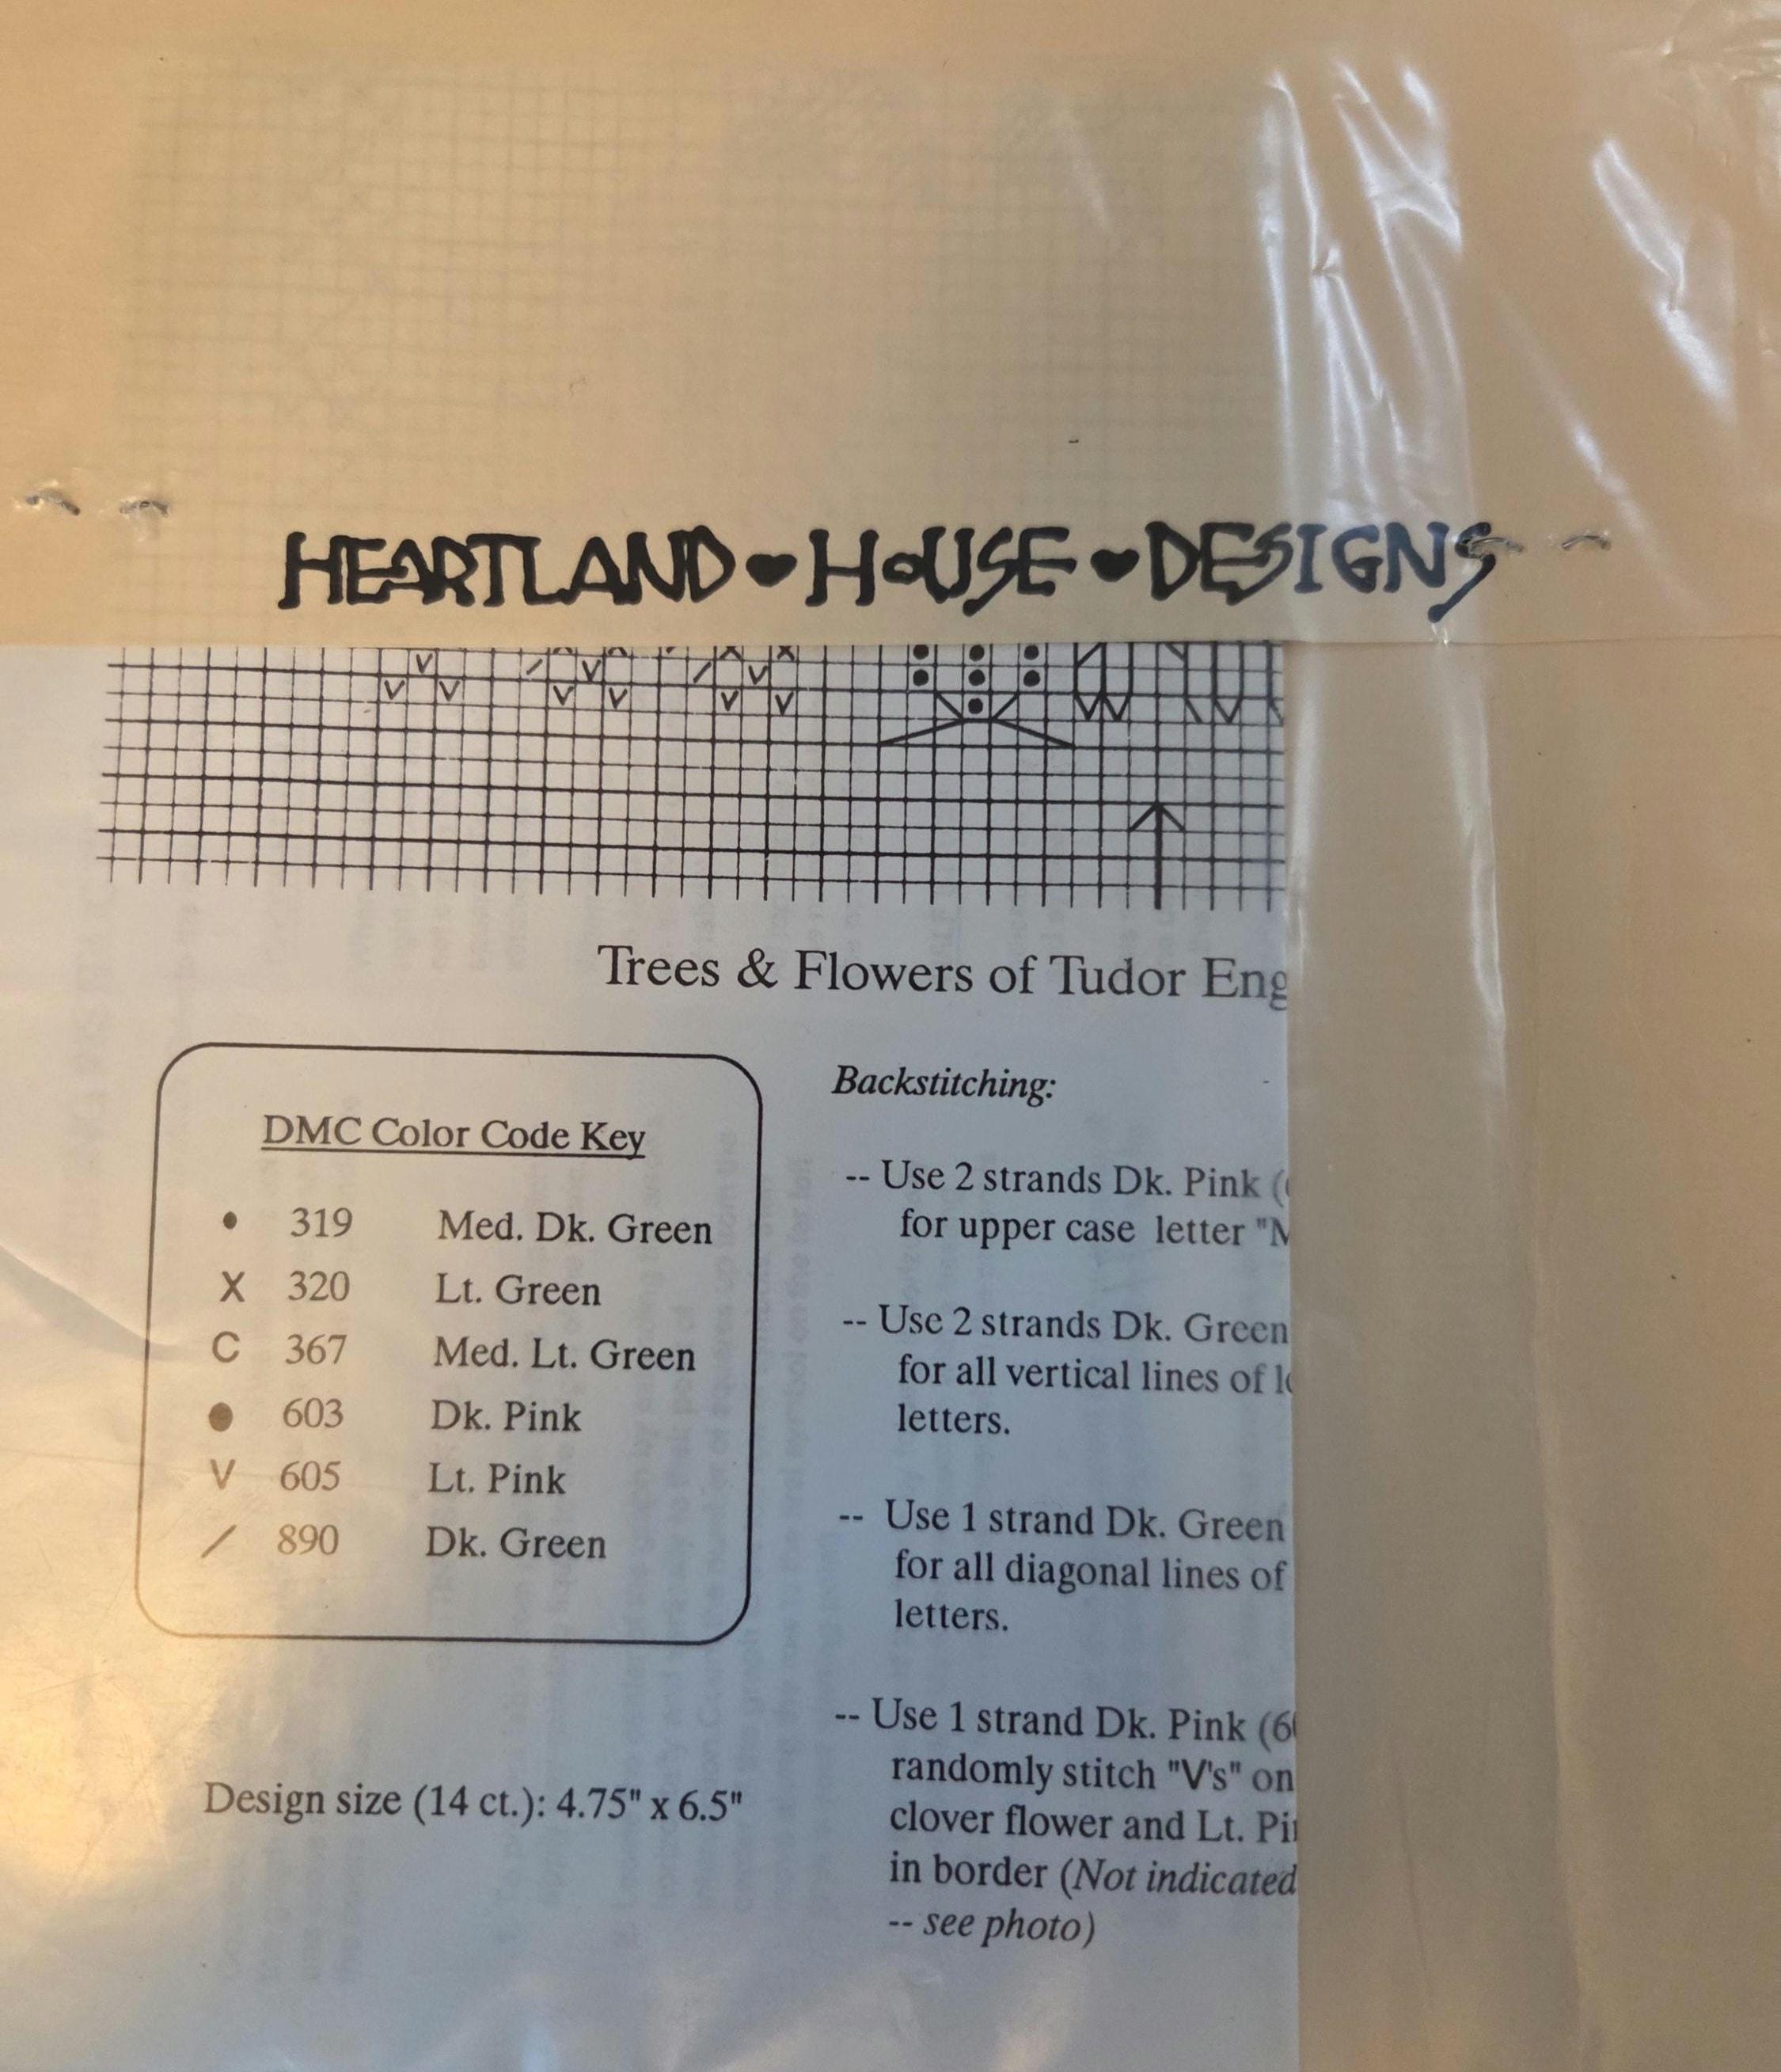 HEARTLAND ♥ HOUSE ♥ DESIGNS
Trees & Flowers of Tudor Eng
DMC Color Code Key
• 319 Med. Dk. Green
X 320 Lt. Green
C 367 Med. Lt. Green
● 603 Dk. Pink
V 605 Lt. Pink
/ 890 Dk. Green
Design size (14 ct.): 4.75" x 6.5"
Backstitching:
-- Use 2 strands Dk. Pink (
for upper case letter "M
-- Use 2 strands Dk. Green
for all vertical lines of
letters.
-- Use 1 strand Dk. Green
for all diagonal lines of
letters.
-- Use 1 strand Dk. Pink (6
randomly stitch "V's" on
clover flower and Lt. Pi
in border (Not indicated
-- see photo)